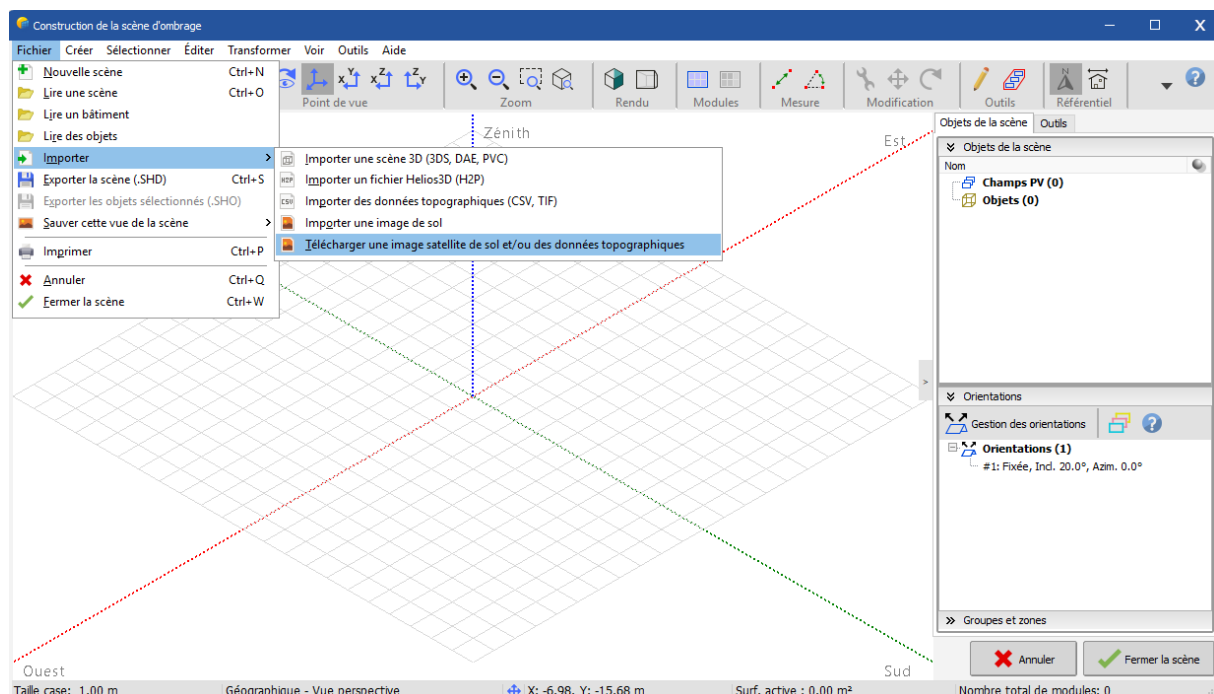 Construction de la scène d'ombrage
Fichier Créer Sélectionner Éditer Transformer Voir Outils Aide
Nouvelle scène Ctrl+N
Lire une scène Ctrl+O
Lire un bâtiment
Lire des objets
Importer
Exporter la scène (.SHD) Ctrl+S
Exporter les objets sélectionnés (.SHO)
Sauver cette vue de la scène
Imprimer Ctrl+P
Annuler Ctrl+Q
Fermer la scène Ctrl+W
Importer une scène 3D (3DS, DAE, PVC)
H2P Importer un fichier Helios3D (H2P)
CSV Importer des données topographiques (CSV, TIF)
Importer une image de sol
Télécharger une image satellite de sol et/ou des données topographiques
X Y Z Z Y
N
Point de vue Zoom Rendu Modules Mesure Modification Outils Référentiel
Zénith
Est
Ouest
Sud
Objets de la scène Outils
Objets de la scène
Nom
Champs PV (0)
Objets (0)
Orientations
Gestion des orientations
Orientations (1)
#1: Fixée, Incl. 20.0°, Azim. 0.0°
Groupes et zones
Annuler Fermer la scène
Taille case: 1.00 m Géographique - Vue perspective X: -6.98, Y: -15.68 m Surf. active : 0.00 m² Nombre total de modules: 0